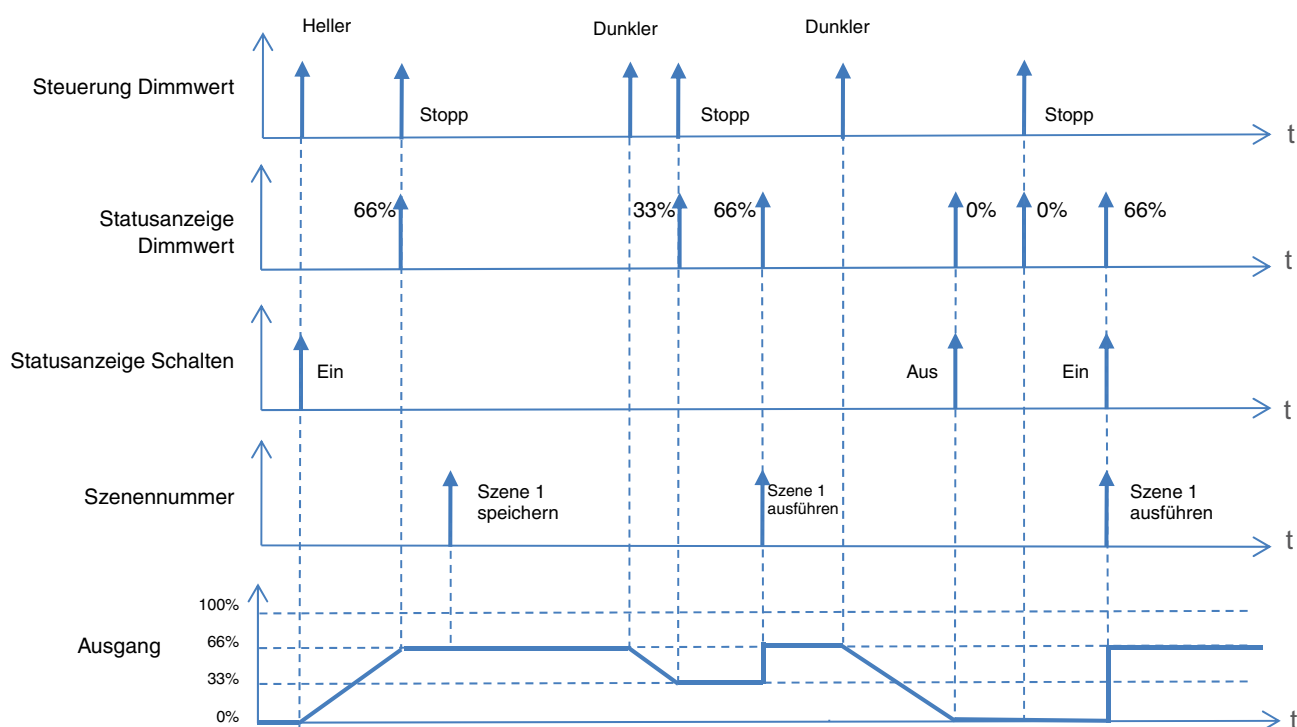 Heller
Dunkler
Dunkler
Steuerung Dimmwert
Stopp
Stopp
Stopp
t
Statusanzeige
Dimmwert
66%
33%
66%
0%
0%
66%
t
Statusanzeige Schalten
Ein
Aus
Ein
t
Szenennummer
Szene 1
speichern
Szene 1
ausführen
Szene 1
ausführen
t
Ausgang
100%
66%
33%
0%
t